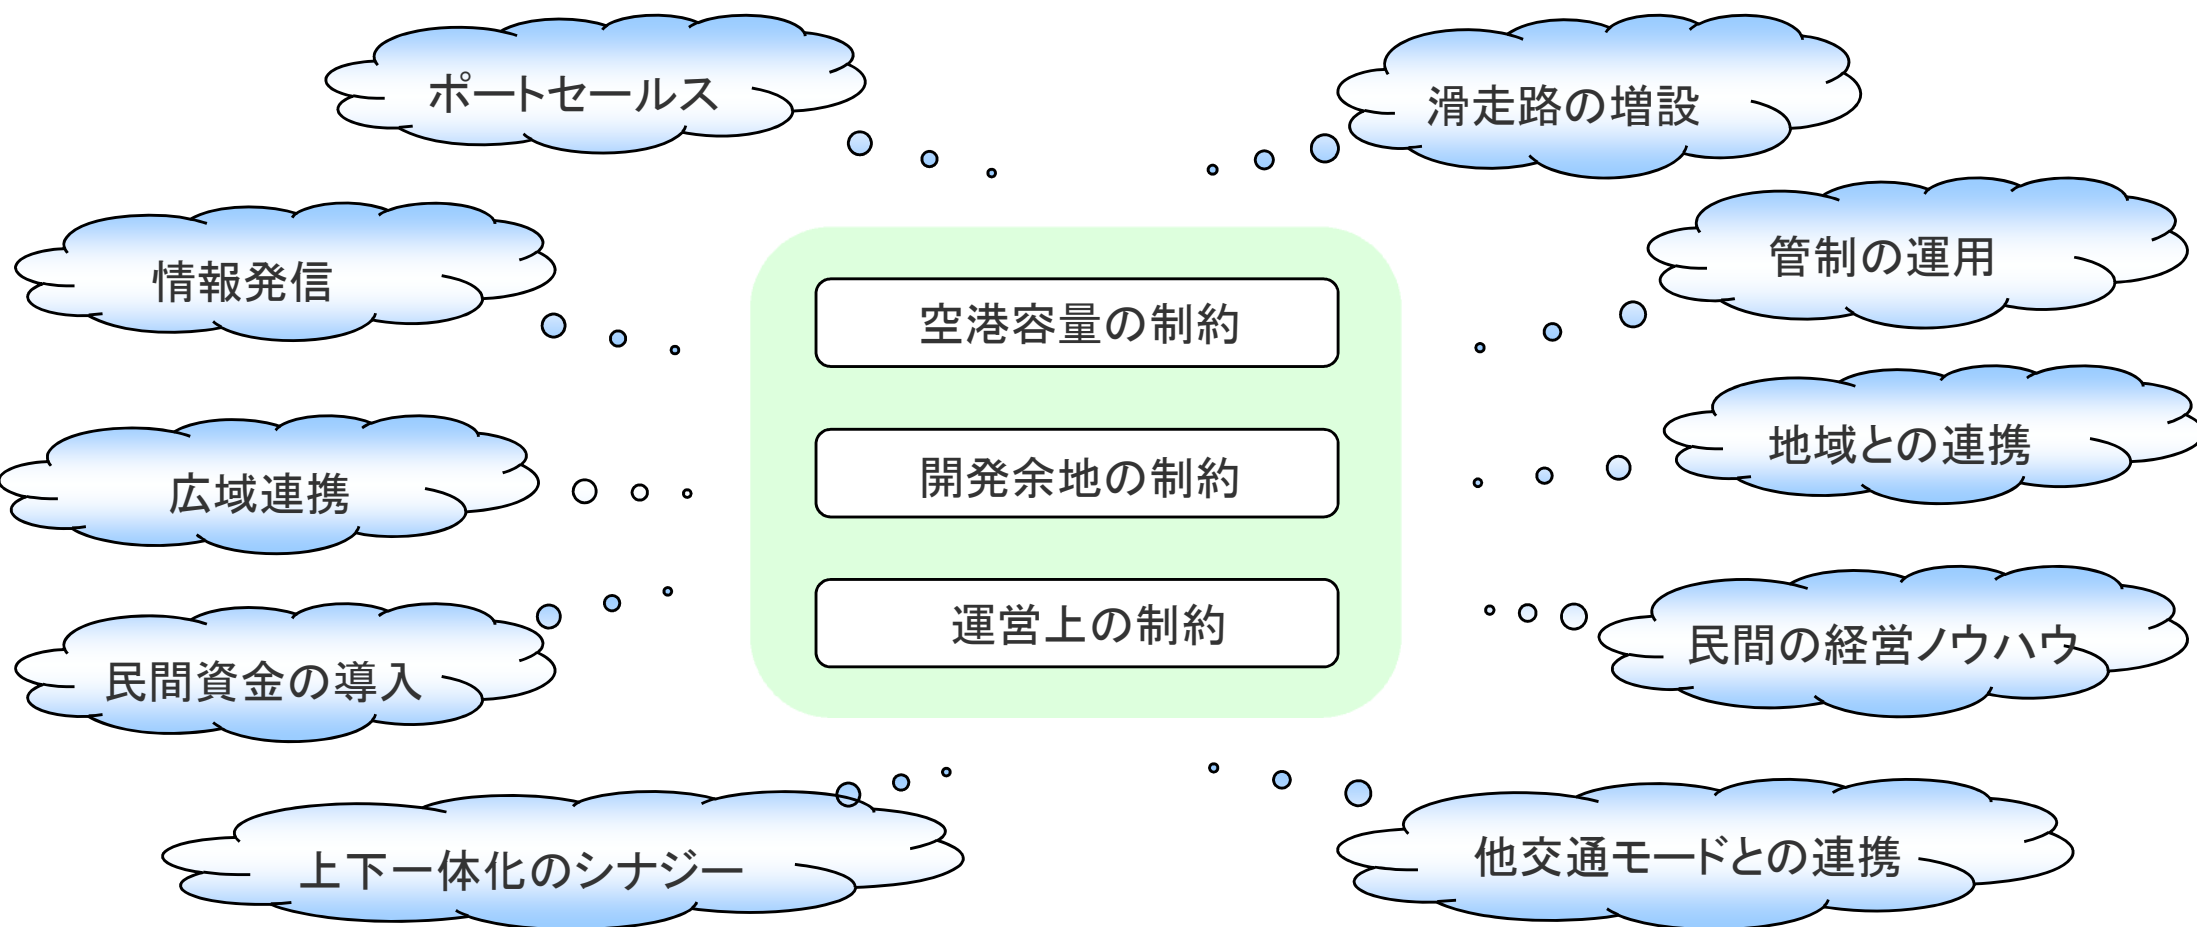 ポートセールス
滑走路の増設
情報発信
管制の運用
空港容量の制約
広域連携
地域との連携
開発余地の制約
民間資金の導入
民間の経営ノウハウ
運営上の制約
上下一体化のシナジー
他交通モードとの連携